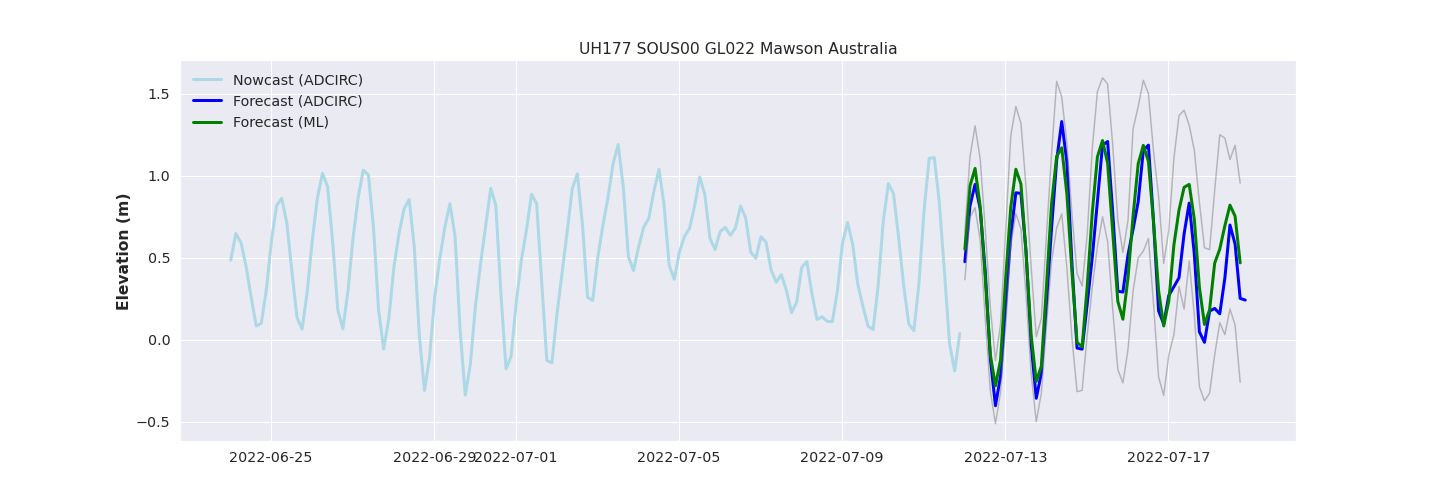 UH177 SOUS00 GL022 Mawson Australia
Nowcast (ADCIRC)
Forecast (ADCIRC)
Forecast (ML)
Elevation (m)
1.5
1.0
0.5
0.0
−0.5
2022-06-25
2022-06-29
2022-07-01
2022-07-05
2022-07-09
2022-07-13
2022-07-17